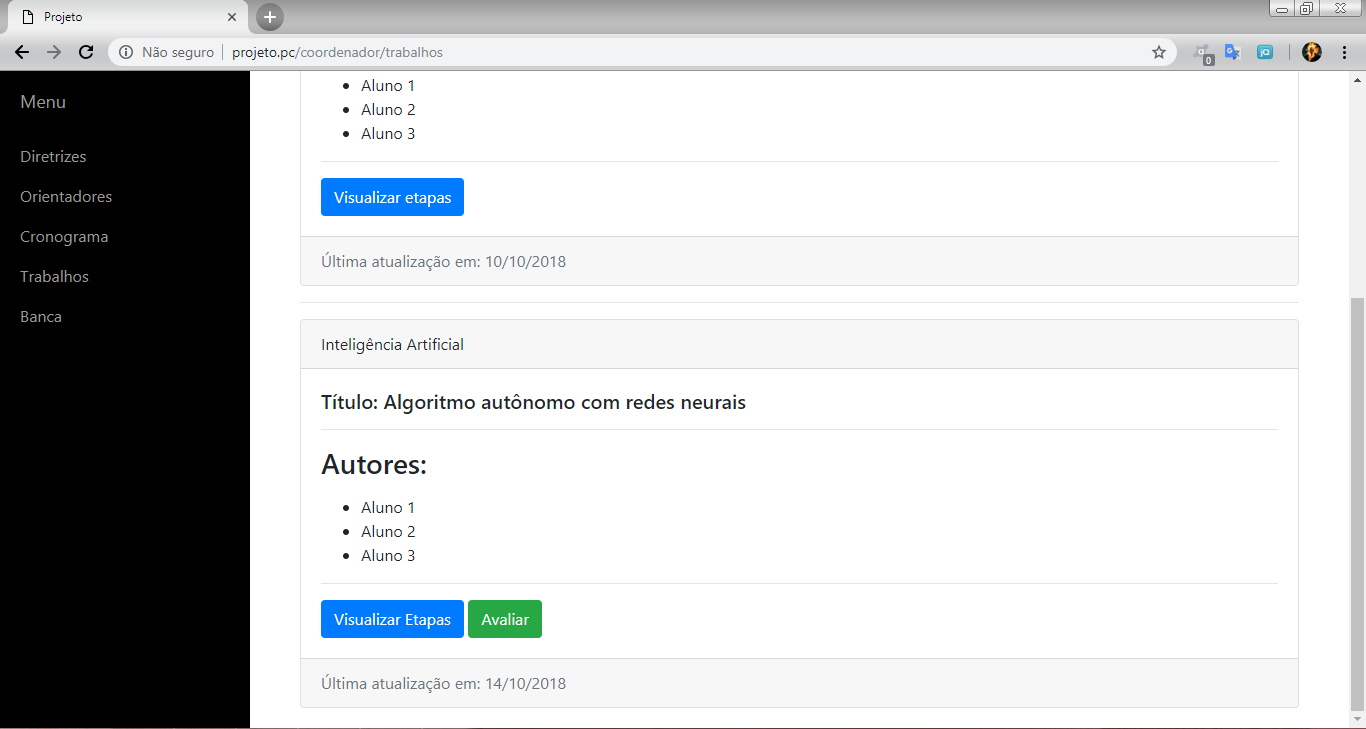 Projeto
Não seguro | projeto.pc/coordenador/trabalhos
0
jQ
Menu
Diretrizes
Orientadores
Cronograma
Trabalhos
Banca
Aluno 1
Aluno 2
Aluno 3
Visualizar etapas
Última atualização em: 10/10/2018
Inteligência Artificial
Título: Algoritmo autônomo com redes neurais
Autores:
Aluno 1
Aluno 2
Aluno 3
Visualizar Etapas Avaliar
Última atualização em: 14/10/2018